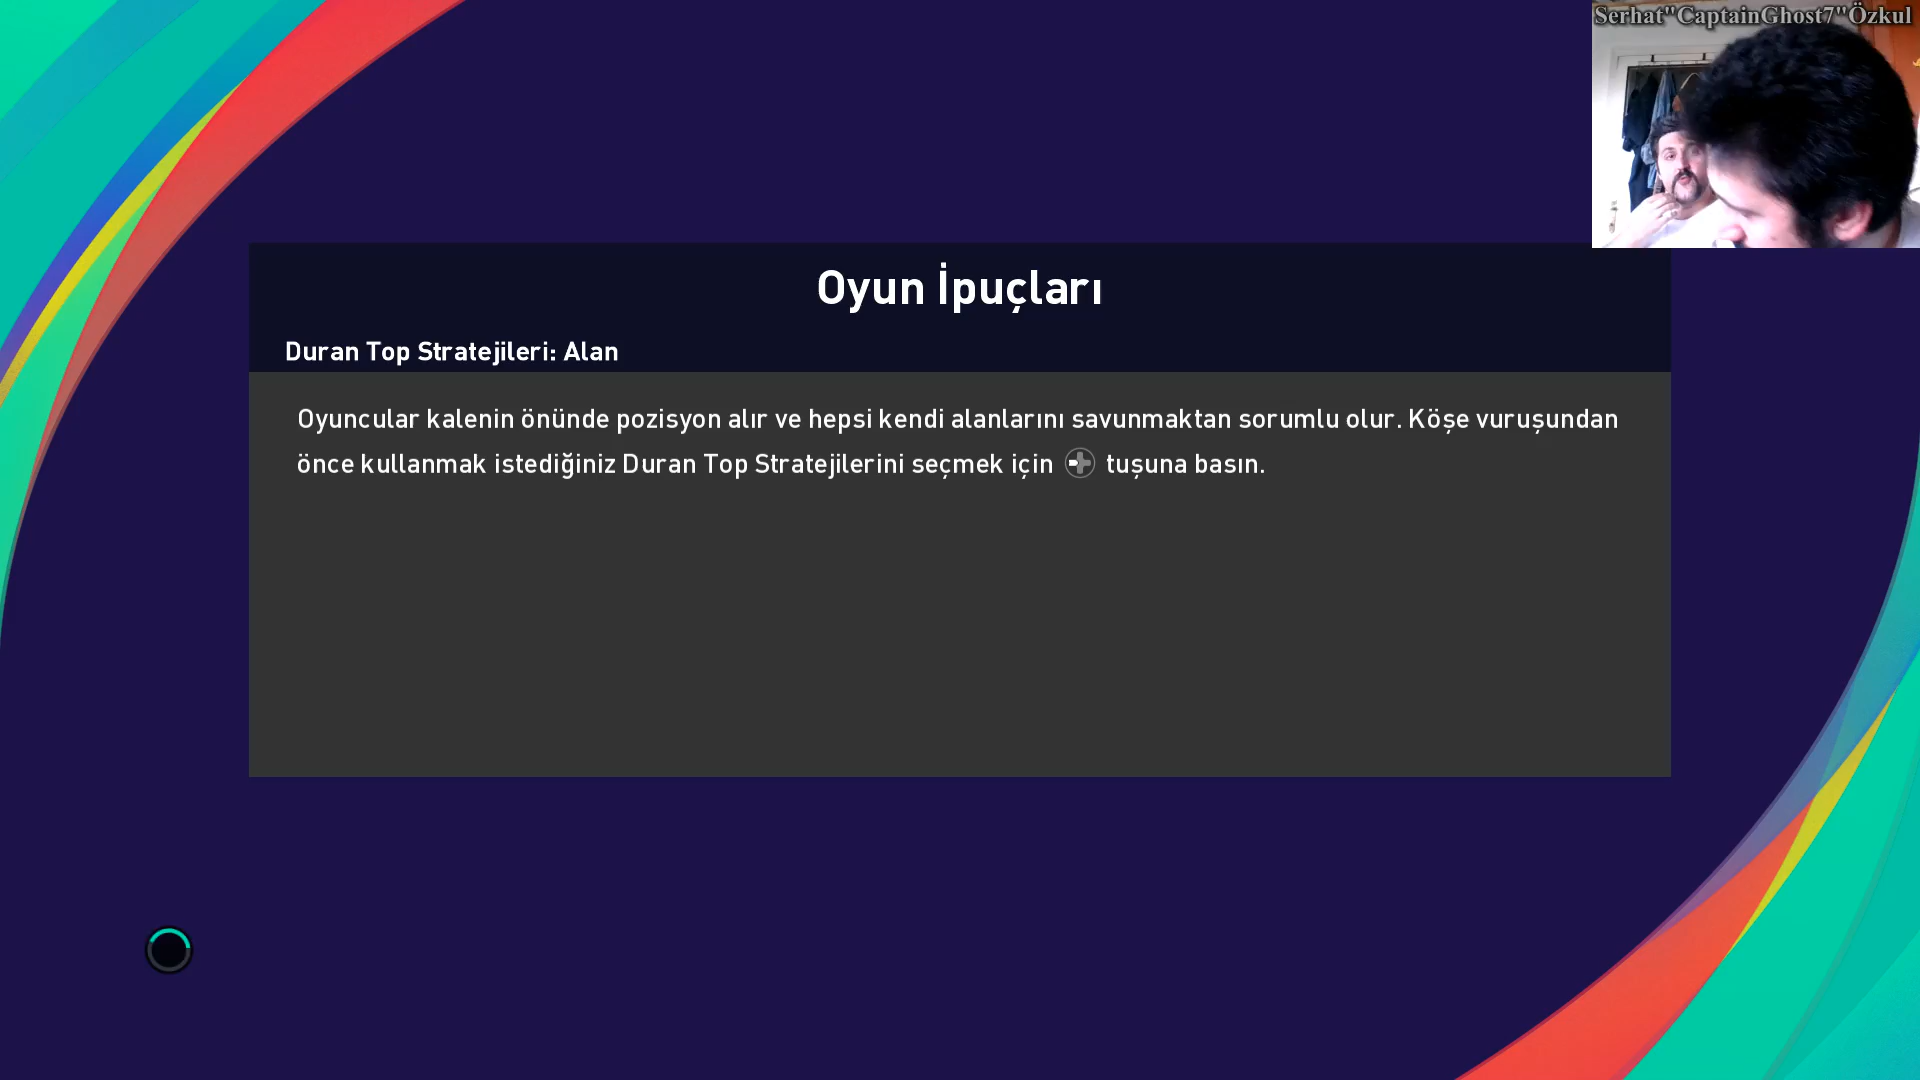 Serhat"CaptainGhost7"Özkul
Oyun İpuçları
Duran Top Stratejileri: Alan
Oyuncular kalenin önünde pozisyon alır ve hepsi kendi alanlarını savunmaktan sorumlu olur. Köşe vuruşundan
önce kullanmak istediğiniz Duran Top Stratejilerini seçmek için tuşuna basın.